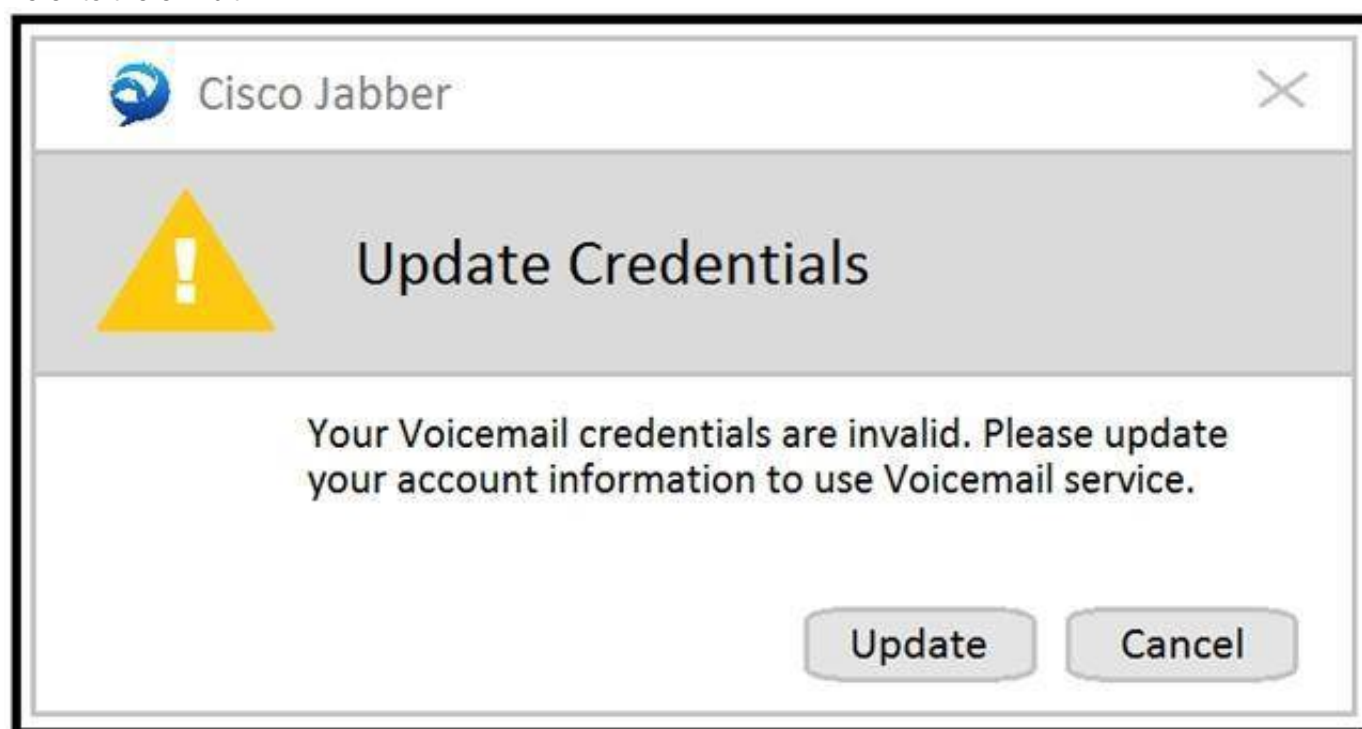 Cisco Jabber
Update Credentials
Your Voicemail credentials are invalid. Please update
your account information to use Voicemail service.
Update
Cancel